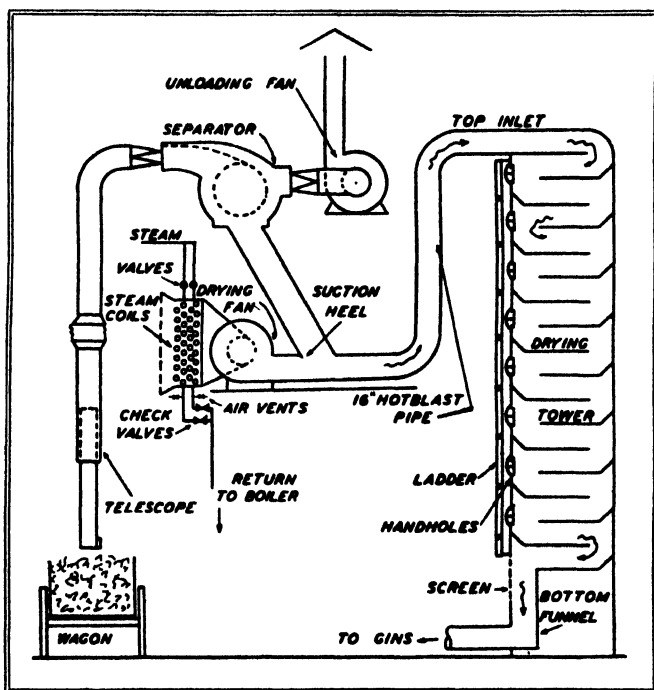 UNLOADING FAN
SEPARATOR
TOP INLET
STEAM
VALVES
STEAM
COILS
DRYING
FAN
SUCTION
HEEL
DRYING
16" HOTBLAST
PIPE
TOWER
AIR VENTS
CHECK
VALVES
RETURN
TO BOILER
LADDER
TELESCOPE
HANDHOLES
SCREEN
BOTTOM
FUNNEL
WAGON
TO GINS